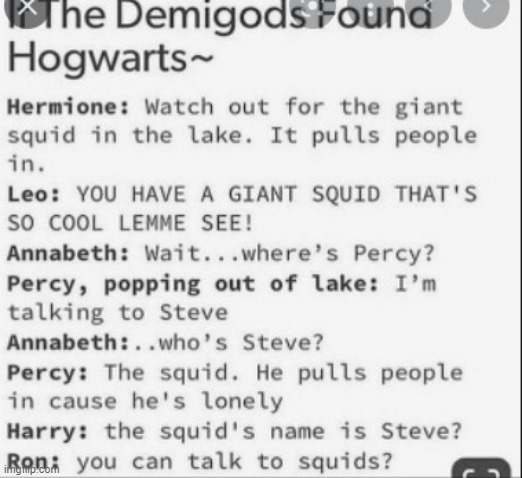 If The Demigods Found
Hogwarts~
Hermione: Watch out for the giant
squid in the lake. It pulls people
in.
Leo: YOU HAVE A GIANT SQUID THAT'S
SO COOL LEMME SEE!
Annabeth: Wait...where’s Percy?
Percy, popping out of lake: I’m
talking to Steve
Annabeth:..who’s Steve?
Percy: The squid. He pulls people
in cause he's lonely
Harry: the squid's name is Steve?
Ron: you can talk to squids?
imgflip.com